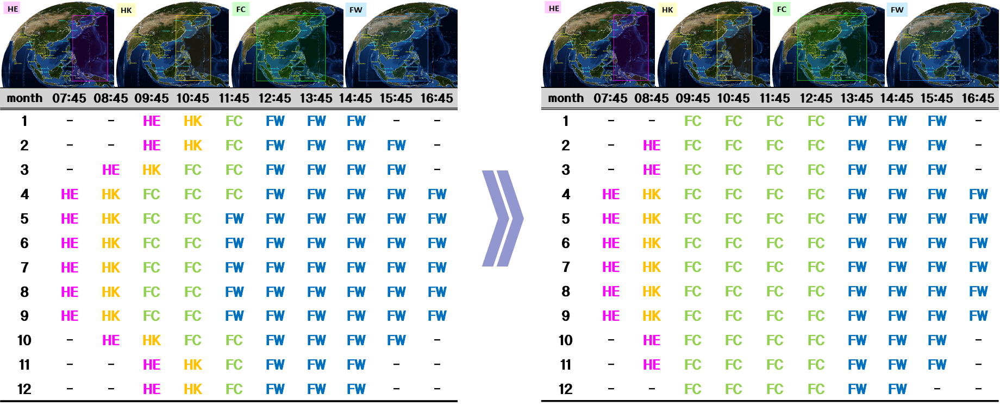 HE HK FC FW
month 07:45 08:45 09:45 10:45 11:45 12:45 13:45 14:45 15:45 16:45
1 - - HE HK FC FW FW FW - -
2 - - HE HK FC FW FW FW FW -
3 - HE HK FC FC FW FW FW FW -
4 HE HK FC FC FC FW FW FW FW FW
5 HE HK FC FC FW FW FW FW FW FW
6 HE HK FC FC FW FW FW FW FW FW
7 HE HK FC FC FW FW FW FW FW FW
8 HE HK FC FC FW FW FW FW FW FW
9 HE HK FC FC FW FW FW FW FW FW
10 - HE HK FC FC FW FW FW FW -
11 - - HE HK FC FW FW FW - -
12 - - HE HK FC FW FW FW - -
HE HK FC FW
month 07:45 08:45 09:45 10:45 11:45 12:45 13:45 14:45 15:45 16:45
1 - - FC FC FC FC FW FW FW -
2 - HE FC FC FC FC FW FW FW -
3 - HE FC FC FC FC FW FW FW -
4 HE HK FC FC FC FC FW FW FW FW
5 HE HK FC FC FC FC FW FW FW FW
6 HE HK FC FC FC FC FW FW FW FW
7 HE HK FC FC FC FC FW FW FW FW
8 HE HK FC FC FC FC FW FW FW FW
9 HE HK FC FC FC FC FW FW FW FW
10 - HE FC FC FC FC FW FW FW -
11 - HE FC FC FC FC FW FW FW -
12 - - FC FC FC FC FW FW - -